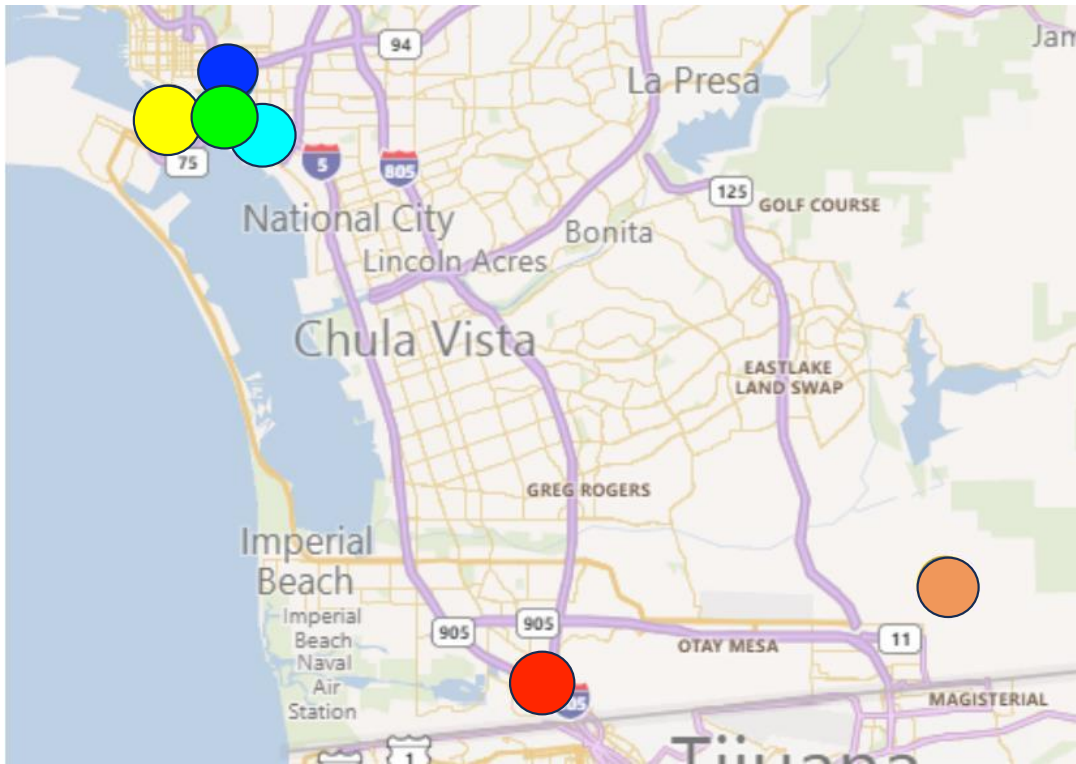 94
Jam
La Presa
75
5
805
125
GOLF COURSE
National City
Bonita
Lincoln Acres
Chula Vista
EASTLAKE
LAND SWAP
GREG ROGERS
Imperial
Beach
Imperial
Beach
Naval
Air
Station
905
905
OTAY MESA
11
MAGISTERIAL
1
Tijuana